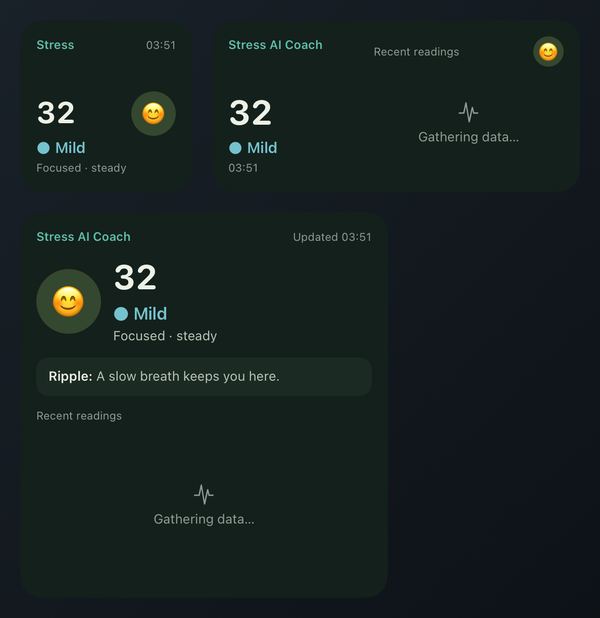 Stress 03:51
32
Mild
Focused · steady
Stress AI Coach
32
Mild
03:51
Recent readings
Gathering data...
Stress AI Coach Updated 03:51
32
Mild
Focused · steady
Ripple: A slow breath keeps you here.
Recent readings
Gathering data...